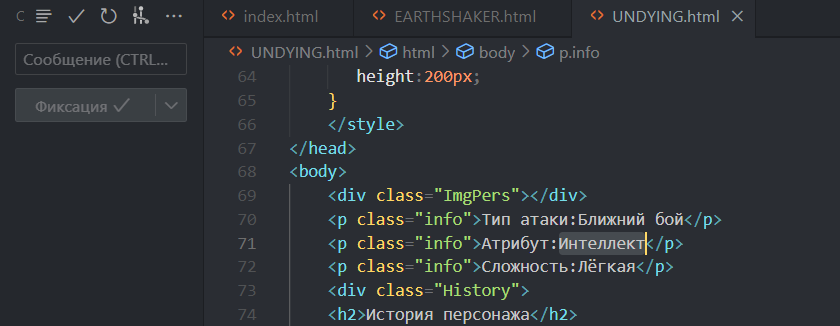 C
index.html
EARTHSHAKER.html
UNDYING.html
UNDYING.html > html > body > p.info
Сообщение (CTRL...
Фиксация
64 height:200px;
65 }
66 </style>
67 </head>
68 <body>
69 <div class="ImgPers"></div>
70 <p class="info">Тип атаки:Ближний бой</p>
71 <p class="info">Атрибут:Интеллект</p>
72 <p class="info">Сложность:Лёгкая</p>
73 <div class="History">
74 <h2>История персонажа</h2>